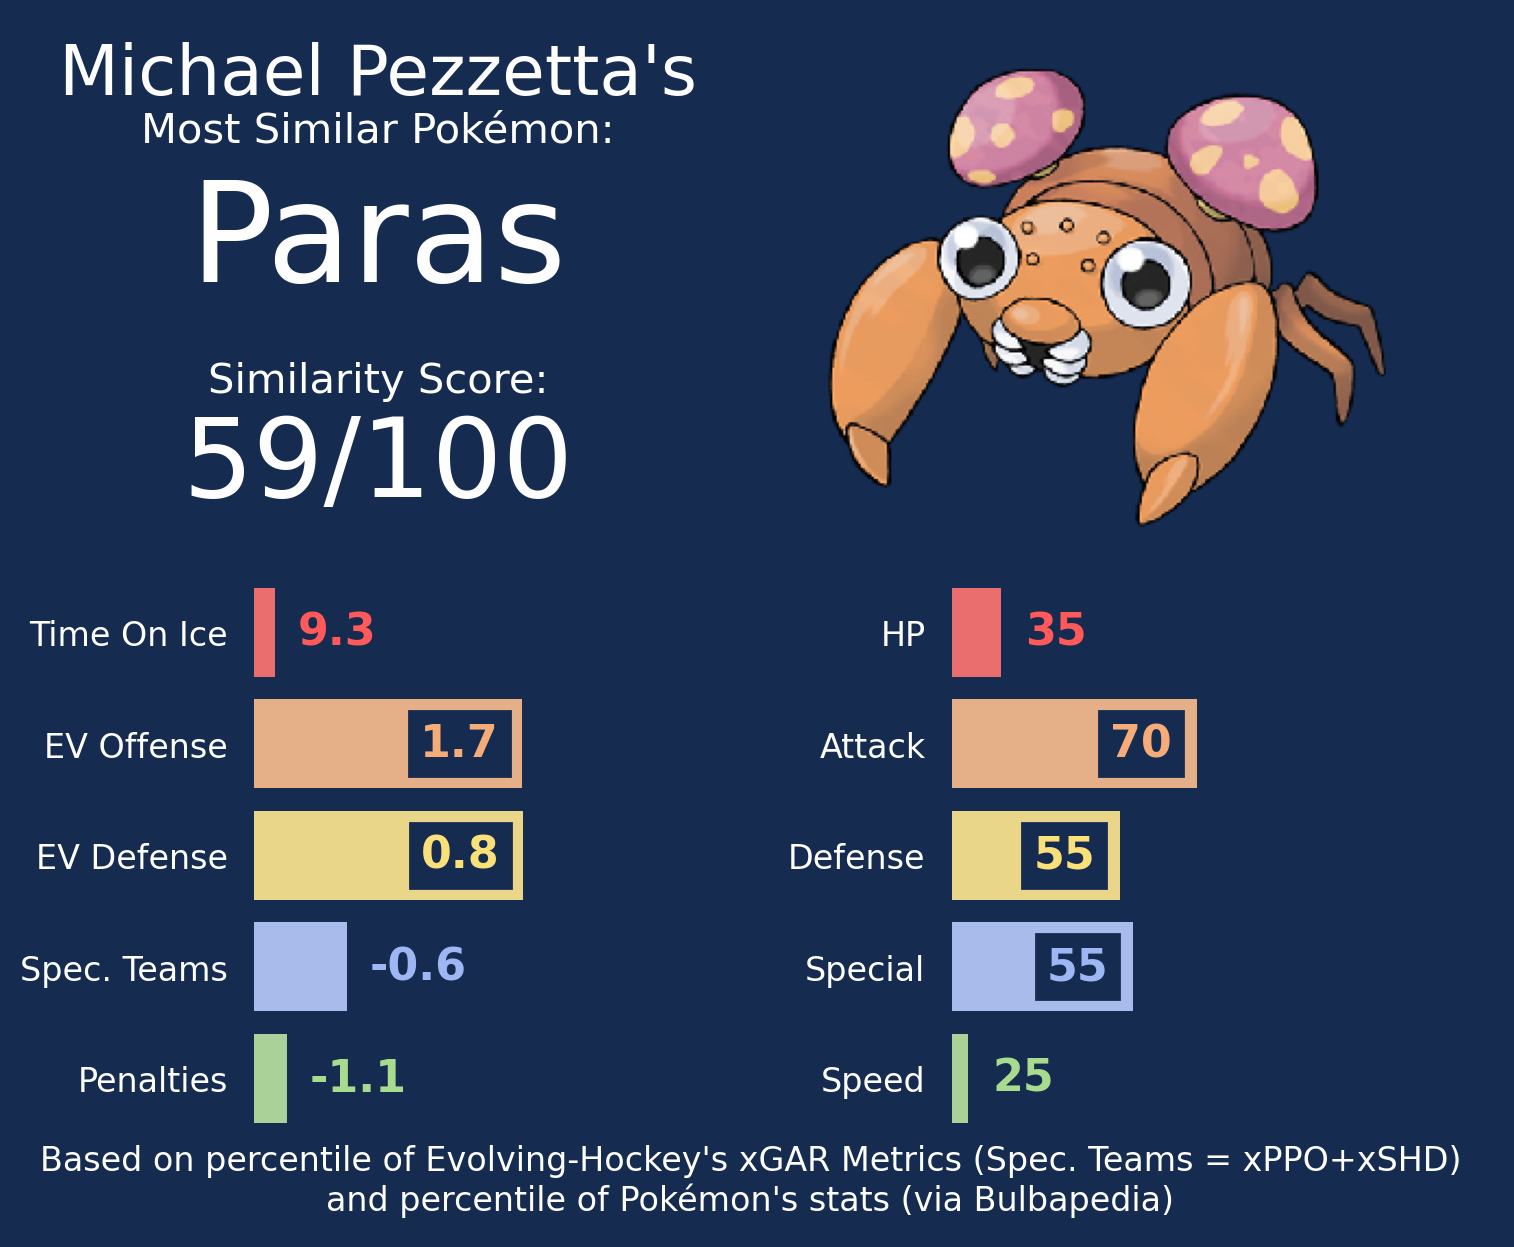 Michael Pezzetta's
Most Similar Pokémon:
Paras
Similarity Score:
59/100
Time On Ice 9.3
EV Offense 1.7
EV Defense 0.8
Spec. Teams -0.6
Penalties -1.1
HP 35
Attack 70
Defense 55
Special 55
Speed 25
Based on percentile of Evolving-Hockey's xGAR Metrics (Spec. Teams = xPPO+xSHD)
and percentile of Pokémon's stats (via Bulbapedia)